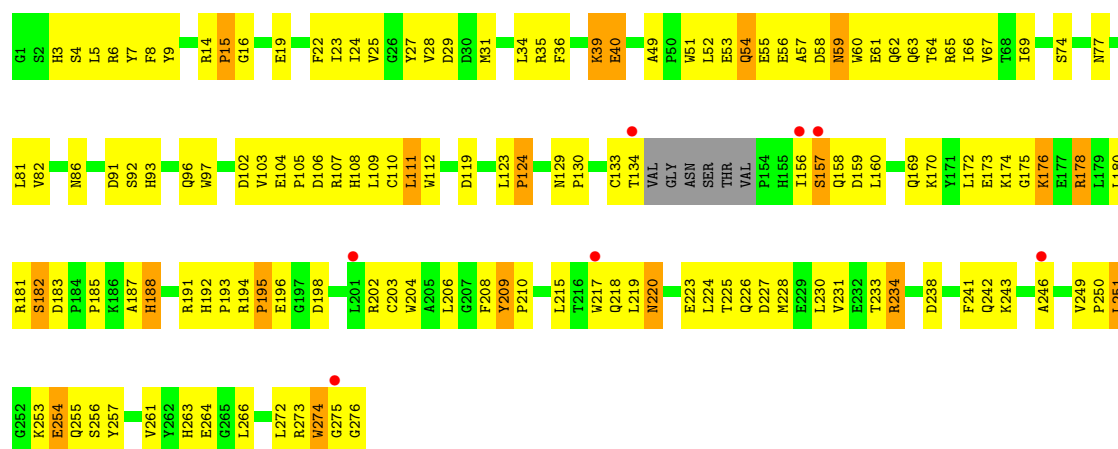 G1 S2 H3 S4 L5 R6 Y7 F8 Y9 R14 P15 G16 E19 F22 I23 I24 V25 G26 Y27 V28 D29 D30 M31 L34 R35 F36 K39 E40 A49 P50 W51 L52 E53 Q54 E55 E56 A57 D58 N59 W60 E61 Q62 Q63 T64 R65 I66 V67 T68 I69 S74 N77
L81 V82 N86 D91 S92 H93 Q96 W97 D102 V103 E104 P105 D106 R107 H108 L109 C110 L111 W112 D119 L123 P124 N129 P130 C133 T134 VAL GLY ASN SER THR VAL P154 H155 I156 S157 Q158 D159 L160 Q169 K170 Y171 L172 E173 K174 G175 K176 E177 R178 L179 L180
R181 S182 D183 P184 P185 K186 A187 H188 R191 H192 P193 R194 P195 E196 G197 D198 L201 R202 C203 W204 A205 L206 G207 F208 Y209 P210 L215 T216 W217 Q218 L219 N220 E223 L224 T225 Q226 D227 M228 E229 L230 V231 E232 T233 R234 D238 F241 Q242 K243 A246 V249 P250 L251
G252 K253 E254 Q255 S256 Y257 V261 Y262 H263 E264 G265 L266 L272 R273 W274 G275 G276